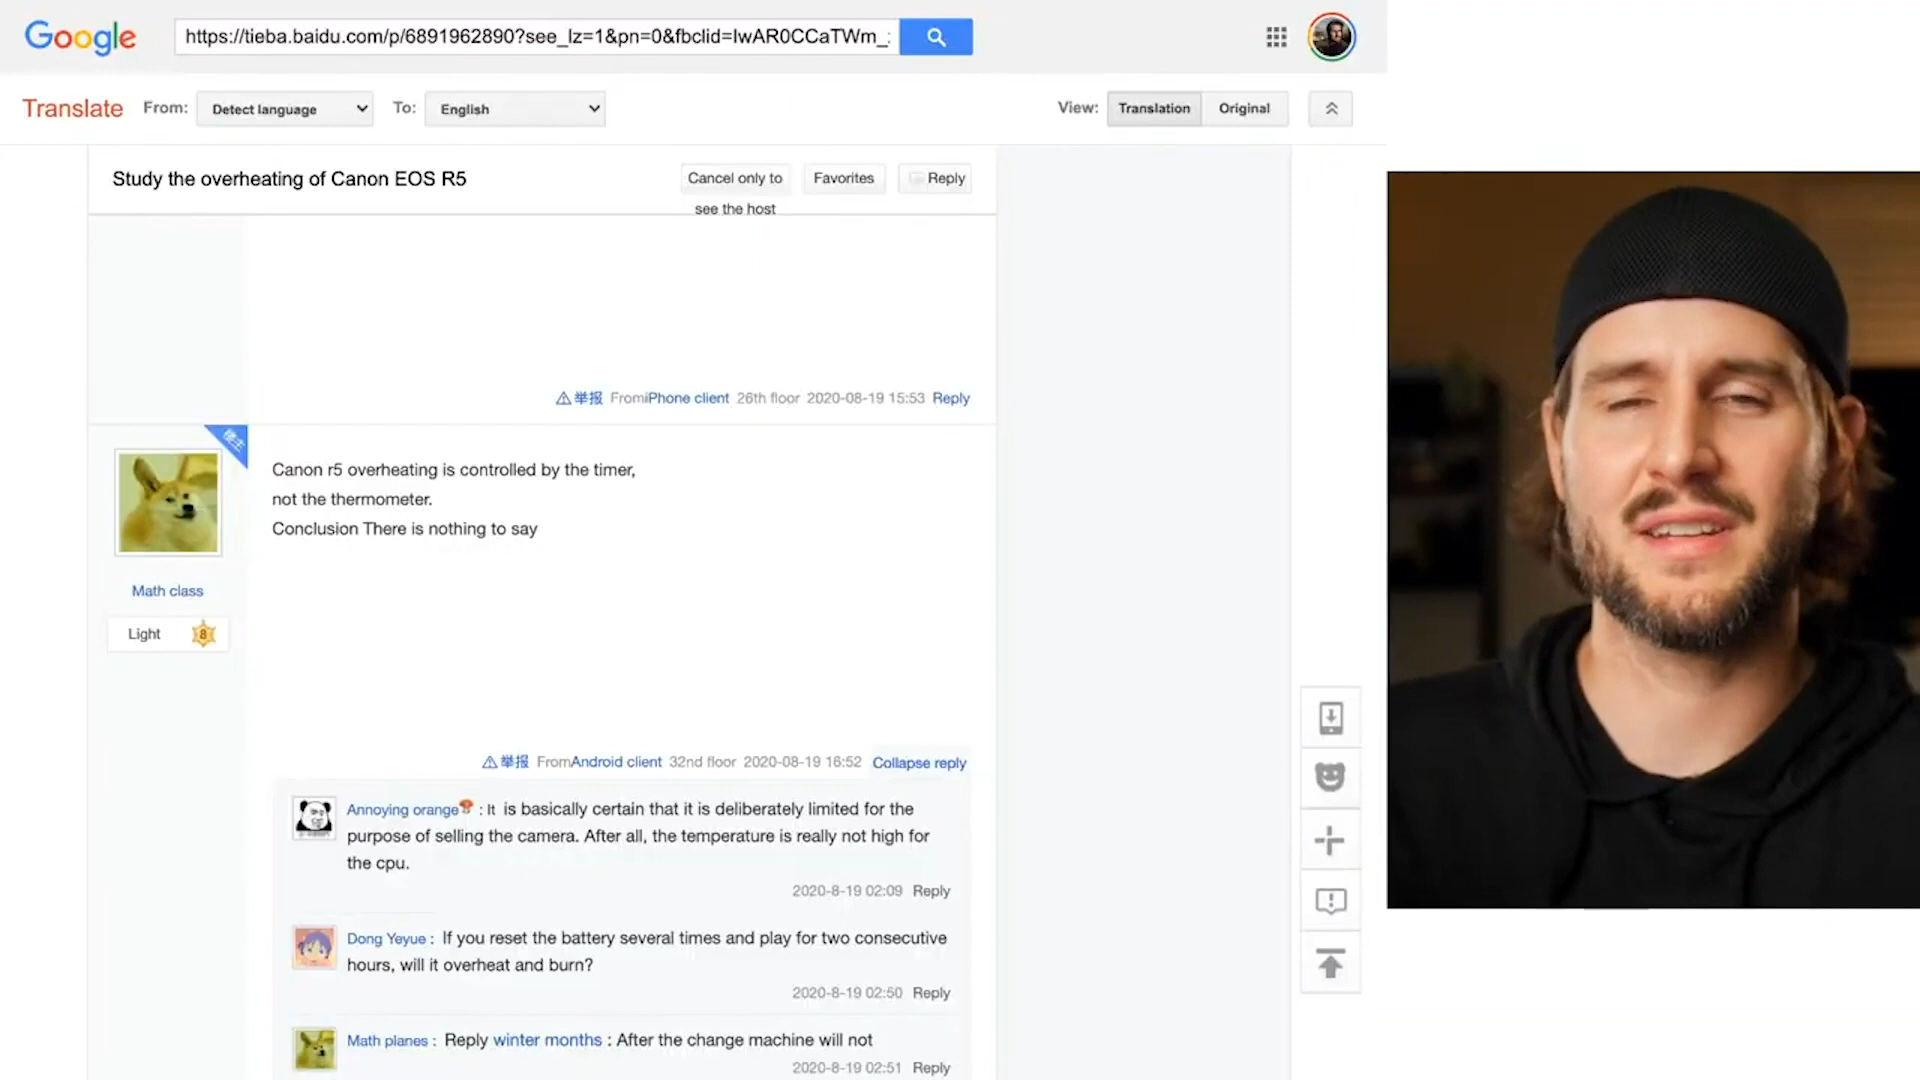 Google
https://tieba.baidu.com/p/6891962890?see_lz=1&pn=0&fbclid=IwAR0CCaTWm_
Translate From: Detect language To: English View: Translation Original
Study the overheating of Canon EOS R5
Cancel only to see the host
Favorites
Reply
举报 FromiPhone client 26th floor 2020-08-19 15:53 Reply
楼主
Canon r5 overheating is controlled by the timer,
not the thermometer.
Conclusion There is nothing to say
Math class
Light 8
举报 FromAndroid client 32nd floor 2020-08-19 16:52 Collapse reply
Annoying orange : It is basically certain that it is deliberately limited for the
purpose of selling the camera. After all, the temperature is really not high for
the cpu.
2020-8-19 02:09 Reply
Dong Yeyue : If you reset the battery several times and play for two consecutive
hours, will it overheat and burn?
2020-8-19 02:50 Reply
Math planes : Reply winter months : After the change machine will not
2020-8-19 02:51 Reply